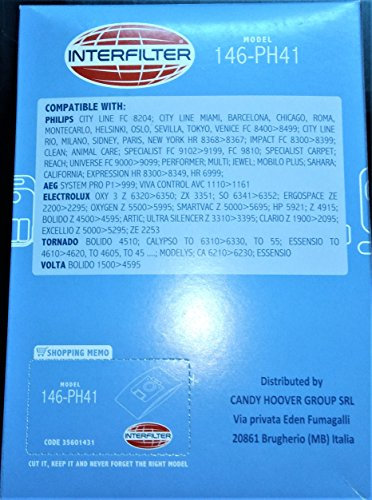 INTERFILTER
MODEL
146-PH41
COMPATIBLE WITH:
PHILIPS CITY LINE FC 8204; CITY LINE MIAMI, BARCELONA, CHICAGO, ROMA,
MONTECARLO, HELSINKI, OSLO, SEVILLA, TOKYO, VENICE FC 8400>8499; CITY LINE
RIO, MILANO, SIDNEY, PARIS, NEW YORK HR 8368>8367; IMPACT FC 8300>8399;
CLEAN; ANIMAL CARE; SPECIALIST FC 9102>9199, FC 9810; SPECIALIST CARPET;
REACH; UNIVERSE FC 9000>9099; PERFORMER; MULTI; JEWEL; MOBILO PLUS, SAHARA;
CALIFORNIA; EXPRESSION HR 8300>8349, HR 6999;
AEG SYSTEM PRO P1>999; VIVA CONTROL AVC 1110>1161
ELECTROLUX OXY 3 Z 6320>6350; ZX 3351; SO 6341>6352; ERGOSPACE ZE
2200>2295; OXYGEN Z 5500>5995; SMARTVAC Z 5000>5695; HP 5921; Z 4915;
BOLIDO Z 4500>4595; ARTIC; ULTRA SILENCER Z 3310>3395; CLARIO Z 1900>2095;
EXCELLIO Z 5000>5295; ZE 2253
TORNADO BOLIDO 4510; CALYPSO TO 6310>6330, TO 55; ESSENSIO TO
4610>4620, TO 4605, TO 45 ....; MODELYS; CA 6210>6230; ESSENSIO
VOLTA BOLIDO 1500>4595
SHOPPING MEMO
MODEL
146-PH41
CODE 35601431
INTERFILTER
CUT IT, KEEP IT AND NEVER FORGET THE RIGHT MODEL
Distributed by
CANDY HOOVER GROUP SRL
Via privata Eden Fumagalli
20861 Brugherio (MB) Italia